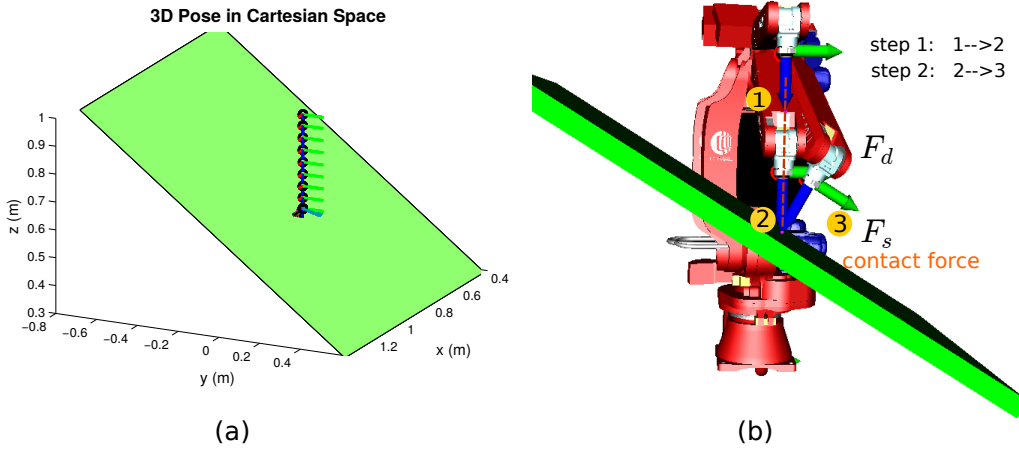 3D Pose in Cartesian Space
z (m)
1
0.9
0.8
0.7
0.6
0.5
0.4
0.3
−0.8
−0.6
−0.4
−0.2
0
0.2
0.4
y (m)
0.4
0.6
0.8
1
1.2
x (m)
(a)
step 1: 1-->2
step 2: 2-->3
1
2
3
F_d
F_s
contact force
(b)